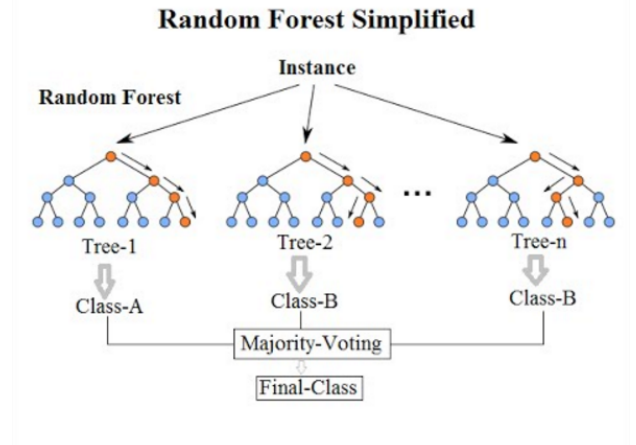 Random Forest Simplified
Instance
Random Forest
...
Tree-1 Tree-2 Tree-n
Class-A Class-B Class-B
Majority-Voting
Final-Class